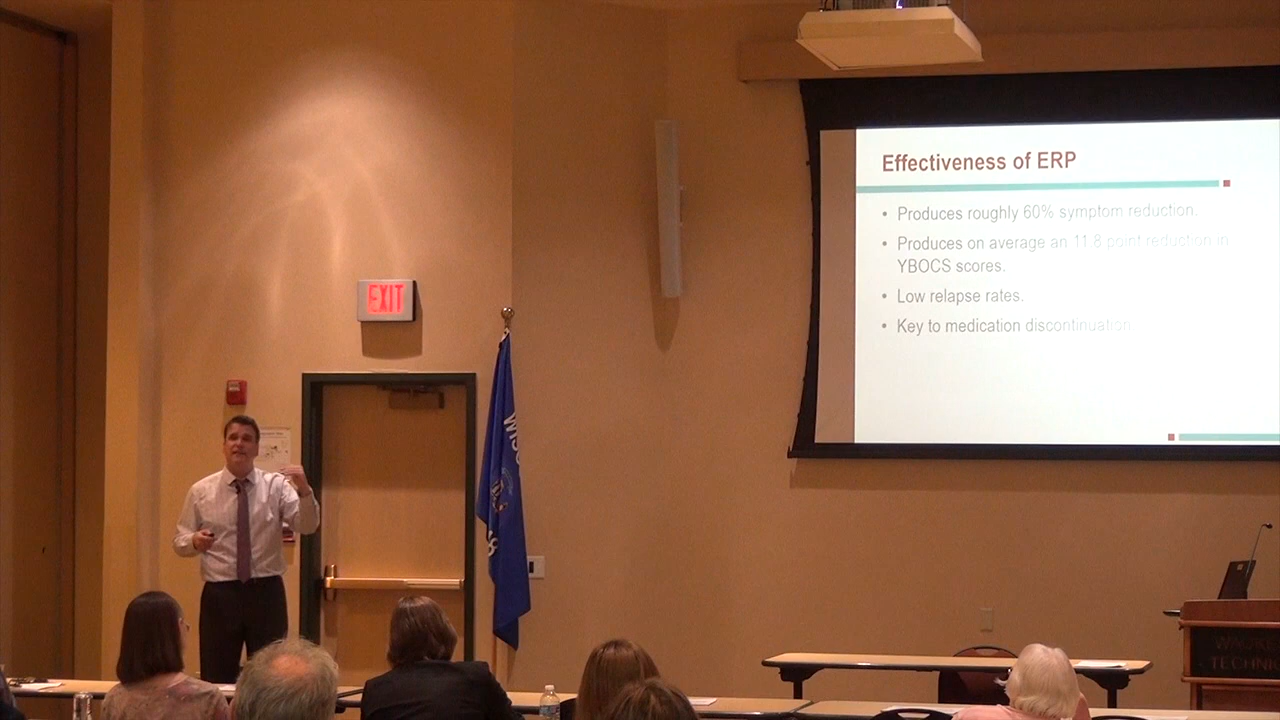 Effectiveness of ERP
• Produces roughly 60% symptom reduction.
• Produces on average an 11.8 point reduction in
YBOCS scores.
• Low relapse rates.
• Key to medication discontinuation.
EXIT